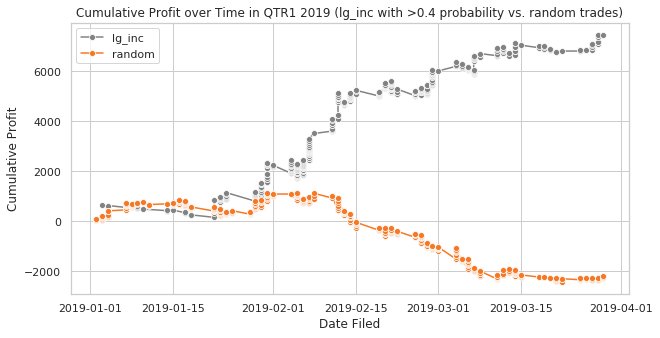 Cumulative Profit over Time in QTR1 2019 (lg_inc with >0.4 probability vs. random trades)
lg_inc
random
Cumulative Profit
6000
4000
2000
0
−2000
2019-01-01 2019-01-15 2019-02-01 2019-02-15 2019-03-01 2019-03-15 2019-04-01
Date Filed